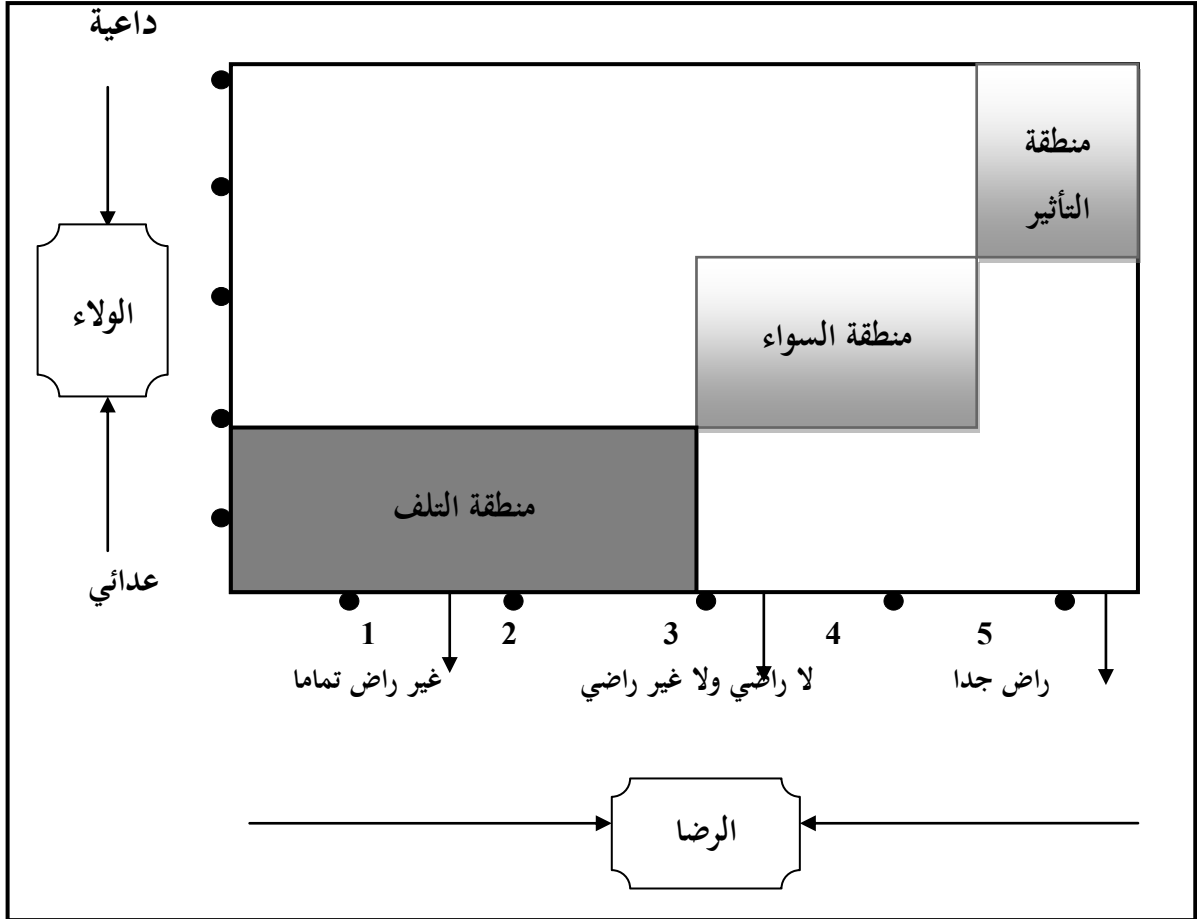 داعية
منطقة
التأثير
الولاء
منطقة السواء
منطقة التلف
عدائي
1 2 3 4 5
غير راض تماما لا راضي ولا غير راضي راض جدا
الرضا